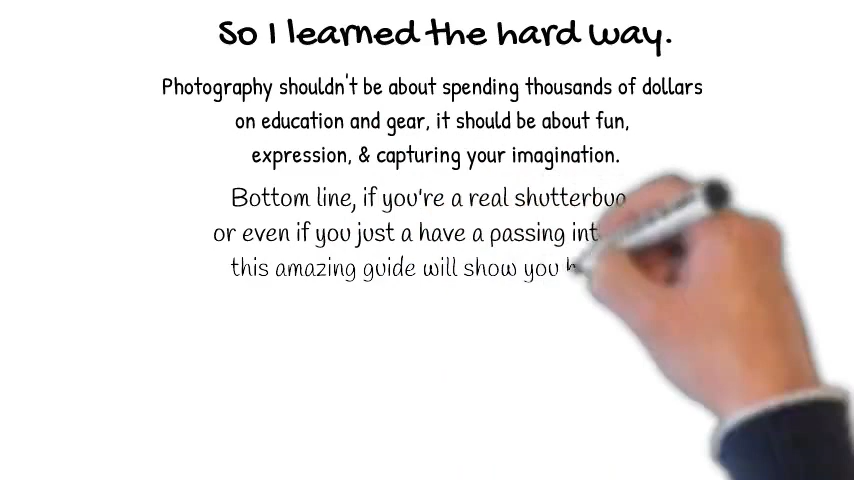 So I learned the hard way.
Photography shouldn't be about spending thousands of dollars
on education and gear, it should be about fun,
expression, & capturing your imagination.
Bottom line, if you're a real
or even if you just a have a passing
this amazing guide will show you